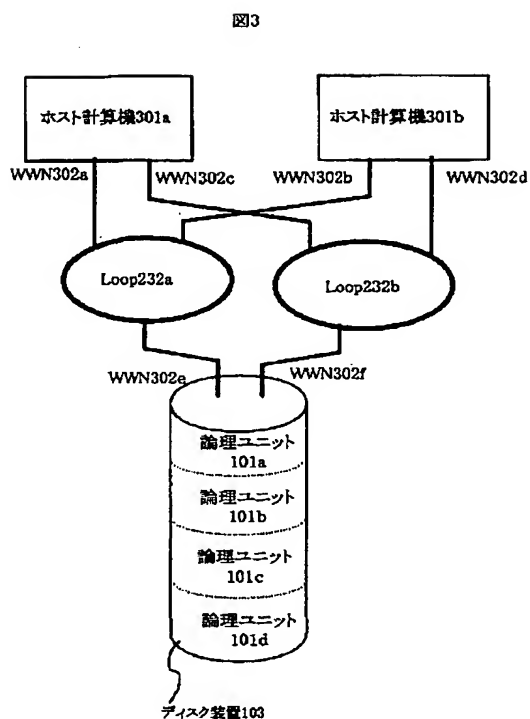 図3
ホスト計算機301a
ホスト計算機301b
WWN302a
WWN302c
WWN302b
WWN302d
Loop232a
Loop232b
WWN302e
WWN302f
論理ユニット
101a
論理ユニット
101b
論理ユニット
101c
論理ユニット
101d
ディスク装置103